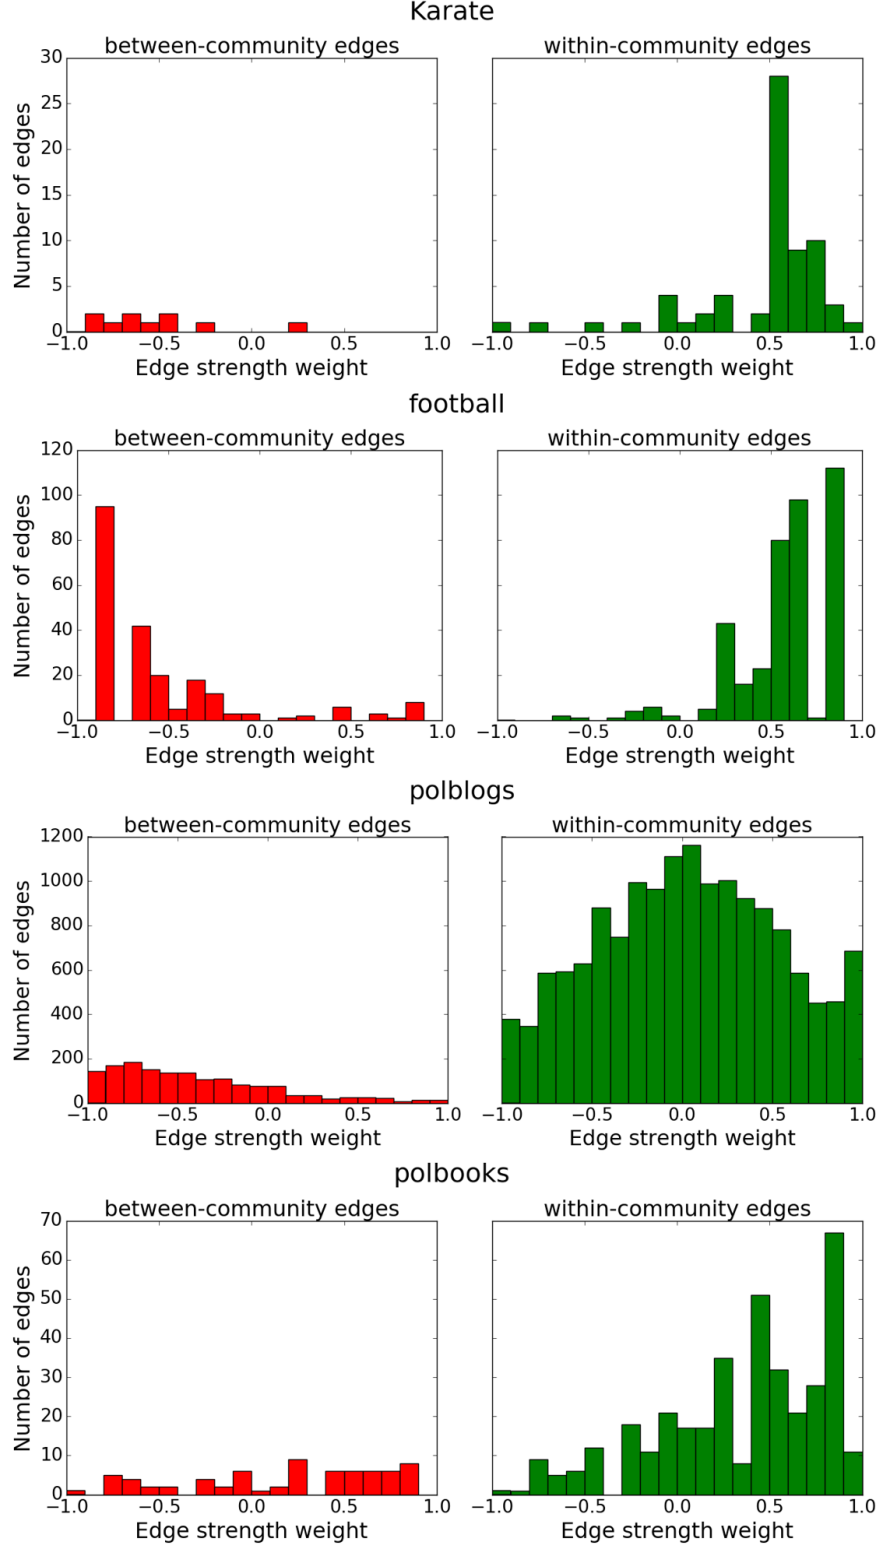 Karate
between-community edges within-community edges
30
25
20
15
10
5
0
Number of edges
−1.0 −0.5 0.0 0.5 1.0 −1.0 −0.5 0.0 0.5 1.0
Edge strength weight Edge strength weight
football
between-community edges within-community edges
120
100
80
60
40
20
0
Number of edges
−1.0 −0.5 0.0 0.5 1.0 −1.0 −0.5 0.0 0.5 1.0
Edge strength weight Edge strength weight
polblogs
between-community edges within-community edges
1200
1000
800
600
400
200
0
Number of edges
−1.0 −0.5 0.0 0.5 1.0 −1.0 −0.5 0.0 0.5 1.0
Edge strength weight Edge strength weight
polbooks
between-community edges within-community edges
70
60
50
40
30
20
10
0
Number of edges
−1.0 −0.5 0.0 0.5 1.0 −1.0 −0.5 0.0 0.5 1.0
Edge strength weight Edge strength weight